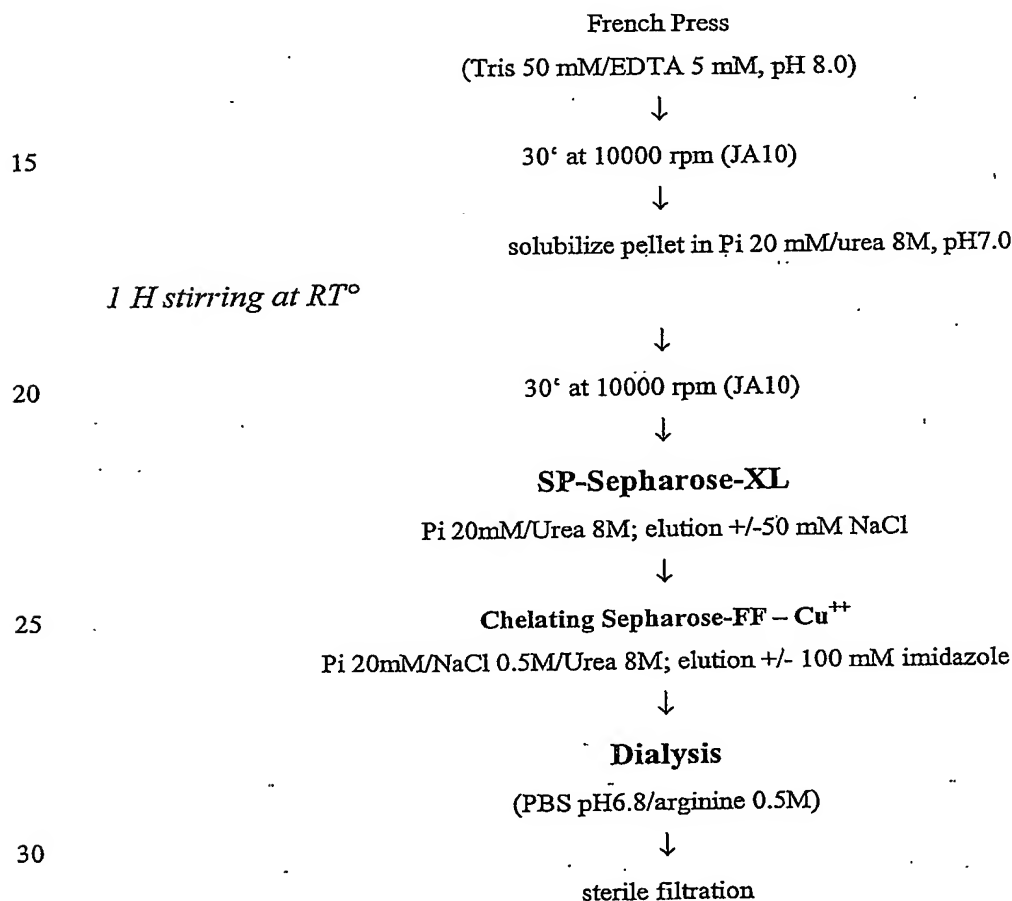 French Press
(Tris 50 mM/EDTA 5 mM, pH 8.0)
↓
15 30‘ at 10000 rpm (JA10)
↓
solubilize pellet in Pi 20 mM/urea 8M, pH7.0
1 H stirring at RT°
↓
20 30‘ at 10000 rpm (JA10)
↓
SP-Sepharose-XL
Pi 20mM/Urea 8M; elution +/-50 mM NaCl
↓
25 Chelating Sepharose-FF – Cu⁺⁺
Pi 20mM/NaCl 0.5M/Urea 8M; elution +/- 100 mM imidazole
↓
Dialysis
(PBS pH6.8/arginine 0.5M)
↓
30
sterile filtration